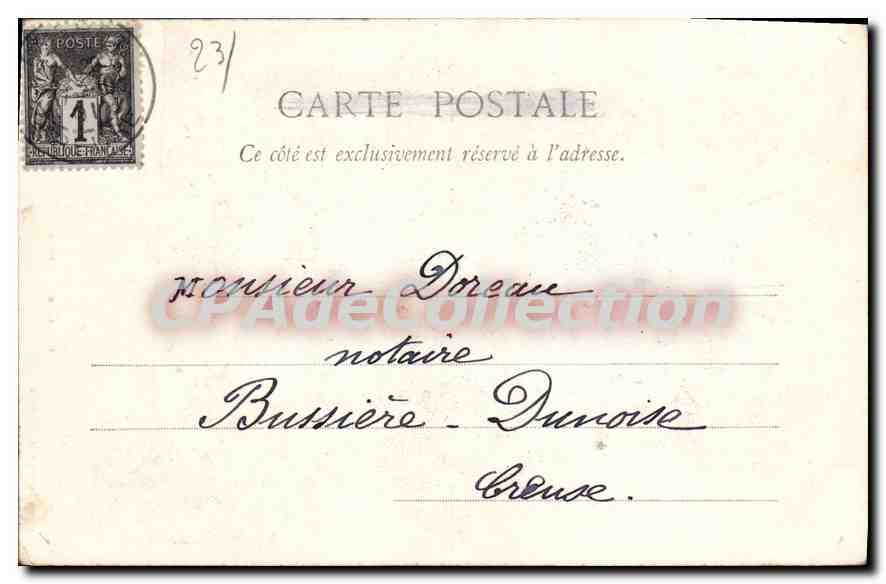 POSTE
1
RÉPUBLIQUE FRANÇAISE
23/
CARTE POSTALE
Ce côté est exclusivement réservé à l'adresse.
Monsieur Doreau
CPAdeCollection
notaire
Bussière - Dunoise
Creuse.